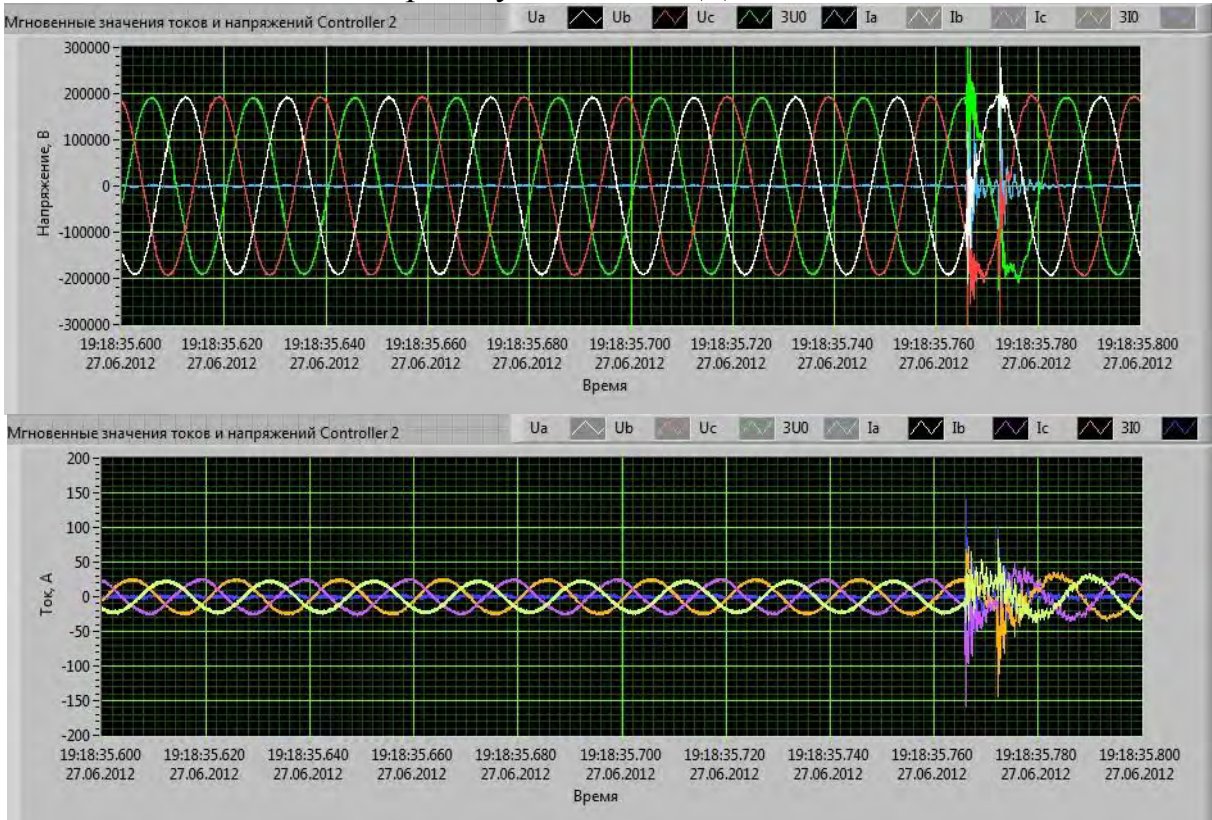 Мгновенные значения токов и напряжений Controller 2
Ua Ub Uc 3U0 Ia Ib Ic 3I0
Напряжение, В
300000
200000
100000
0
-100000
-200000
-300000
19:18:35.600 19:18:35.620 19:18:35.640 19:18:35.660 19:18:35.680 19:18:35.700 19:18:35.720 19:18:35.740 19:18:35.760 19:18:35.780 19:18:35.800
27.06.2012 27.06.2012 27.06.2012 27.06.2012 27.06.2012 27.06.2012 27.06.2012 27.06.2012 27.06.2012 27.06.2012 27.06.2012
Время
Мгновенные значения токов и напряжений Controller 2
Ua Ub Uc 3U0 Ia Ib Ic 3I0
Ток, А
200
150
100
50
0
-50
-100
-150
-200
19:18:35.600 19:18:35.620 19:18:35.640 19:18:35.660 19:18:35.680 19:18:35.700 19:18:35.720 19:18:35.740 19:18:35.760 19:18:35.780 19:18:35.800
27.06.2012 27.06.2012 27.06.2012 27.06.2012 27.06.2012 27.06.2012 27.06.2012 27.06.2012 27.06.2012 27.06.2012 27.06.2012
Время